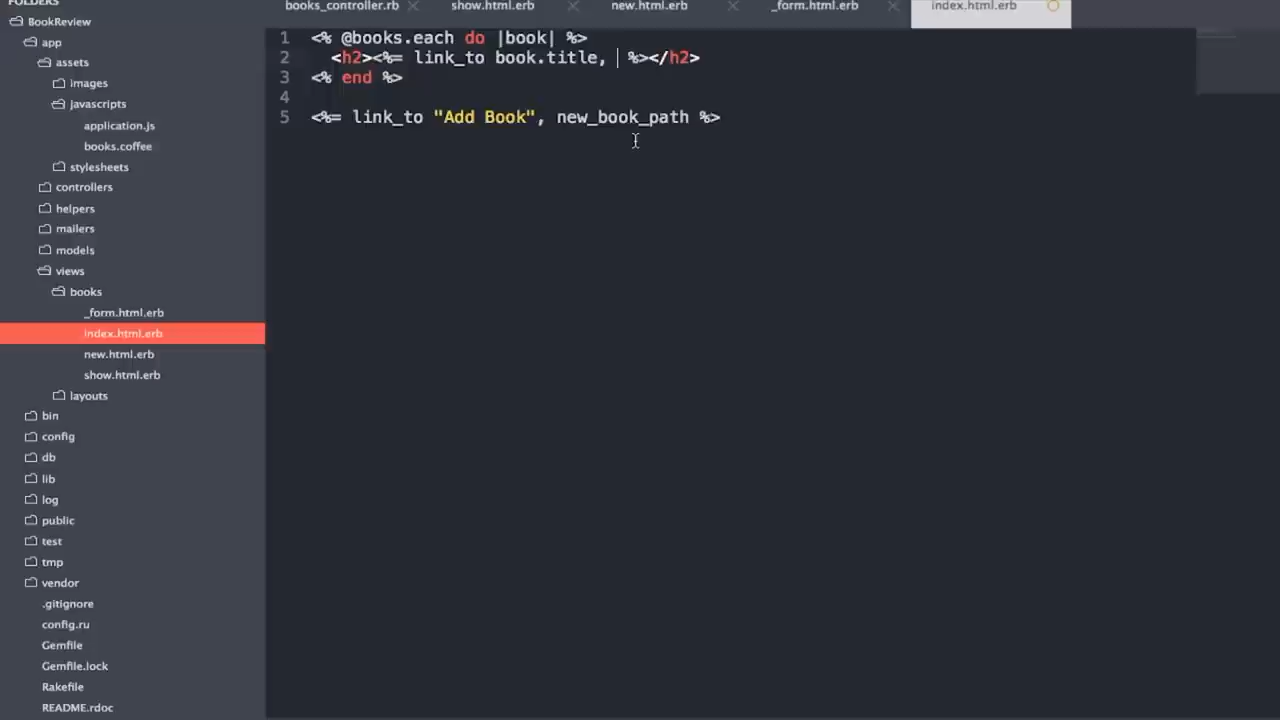 FOLDERS
BookReview
app
assets
images
javascripts
application.js
books.coffee
stylesheets
controllers
helpers
mailers
models
views
books
_form.html.erb
index.html.erb
new.html.erb
show.html.erb
layouts
bin
config
db
lib
log
public
test
tmp
vendor
.gitignore
config.ru
Gemfile
Gemfile.lock
Rakefile
README.rdoc
books_controller.rb
show.html.erb
new.html.erb
_form.html.erb
index.html.erb
1 <% @books.each do |book| %>
2 <h2><%= link_to book.title, %></h2>
3 <% end %>
4
5 <%= link_to "Add Book", new_book_path %>